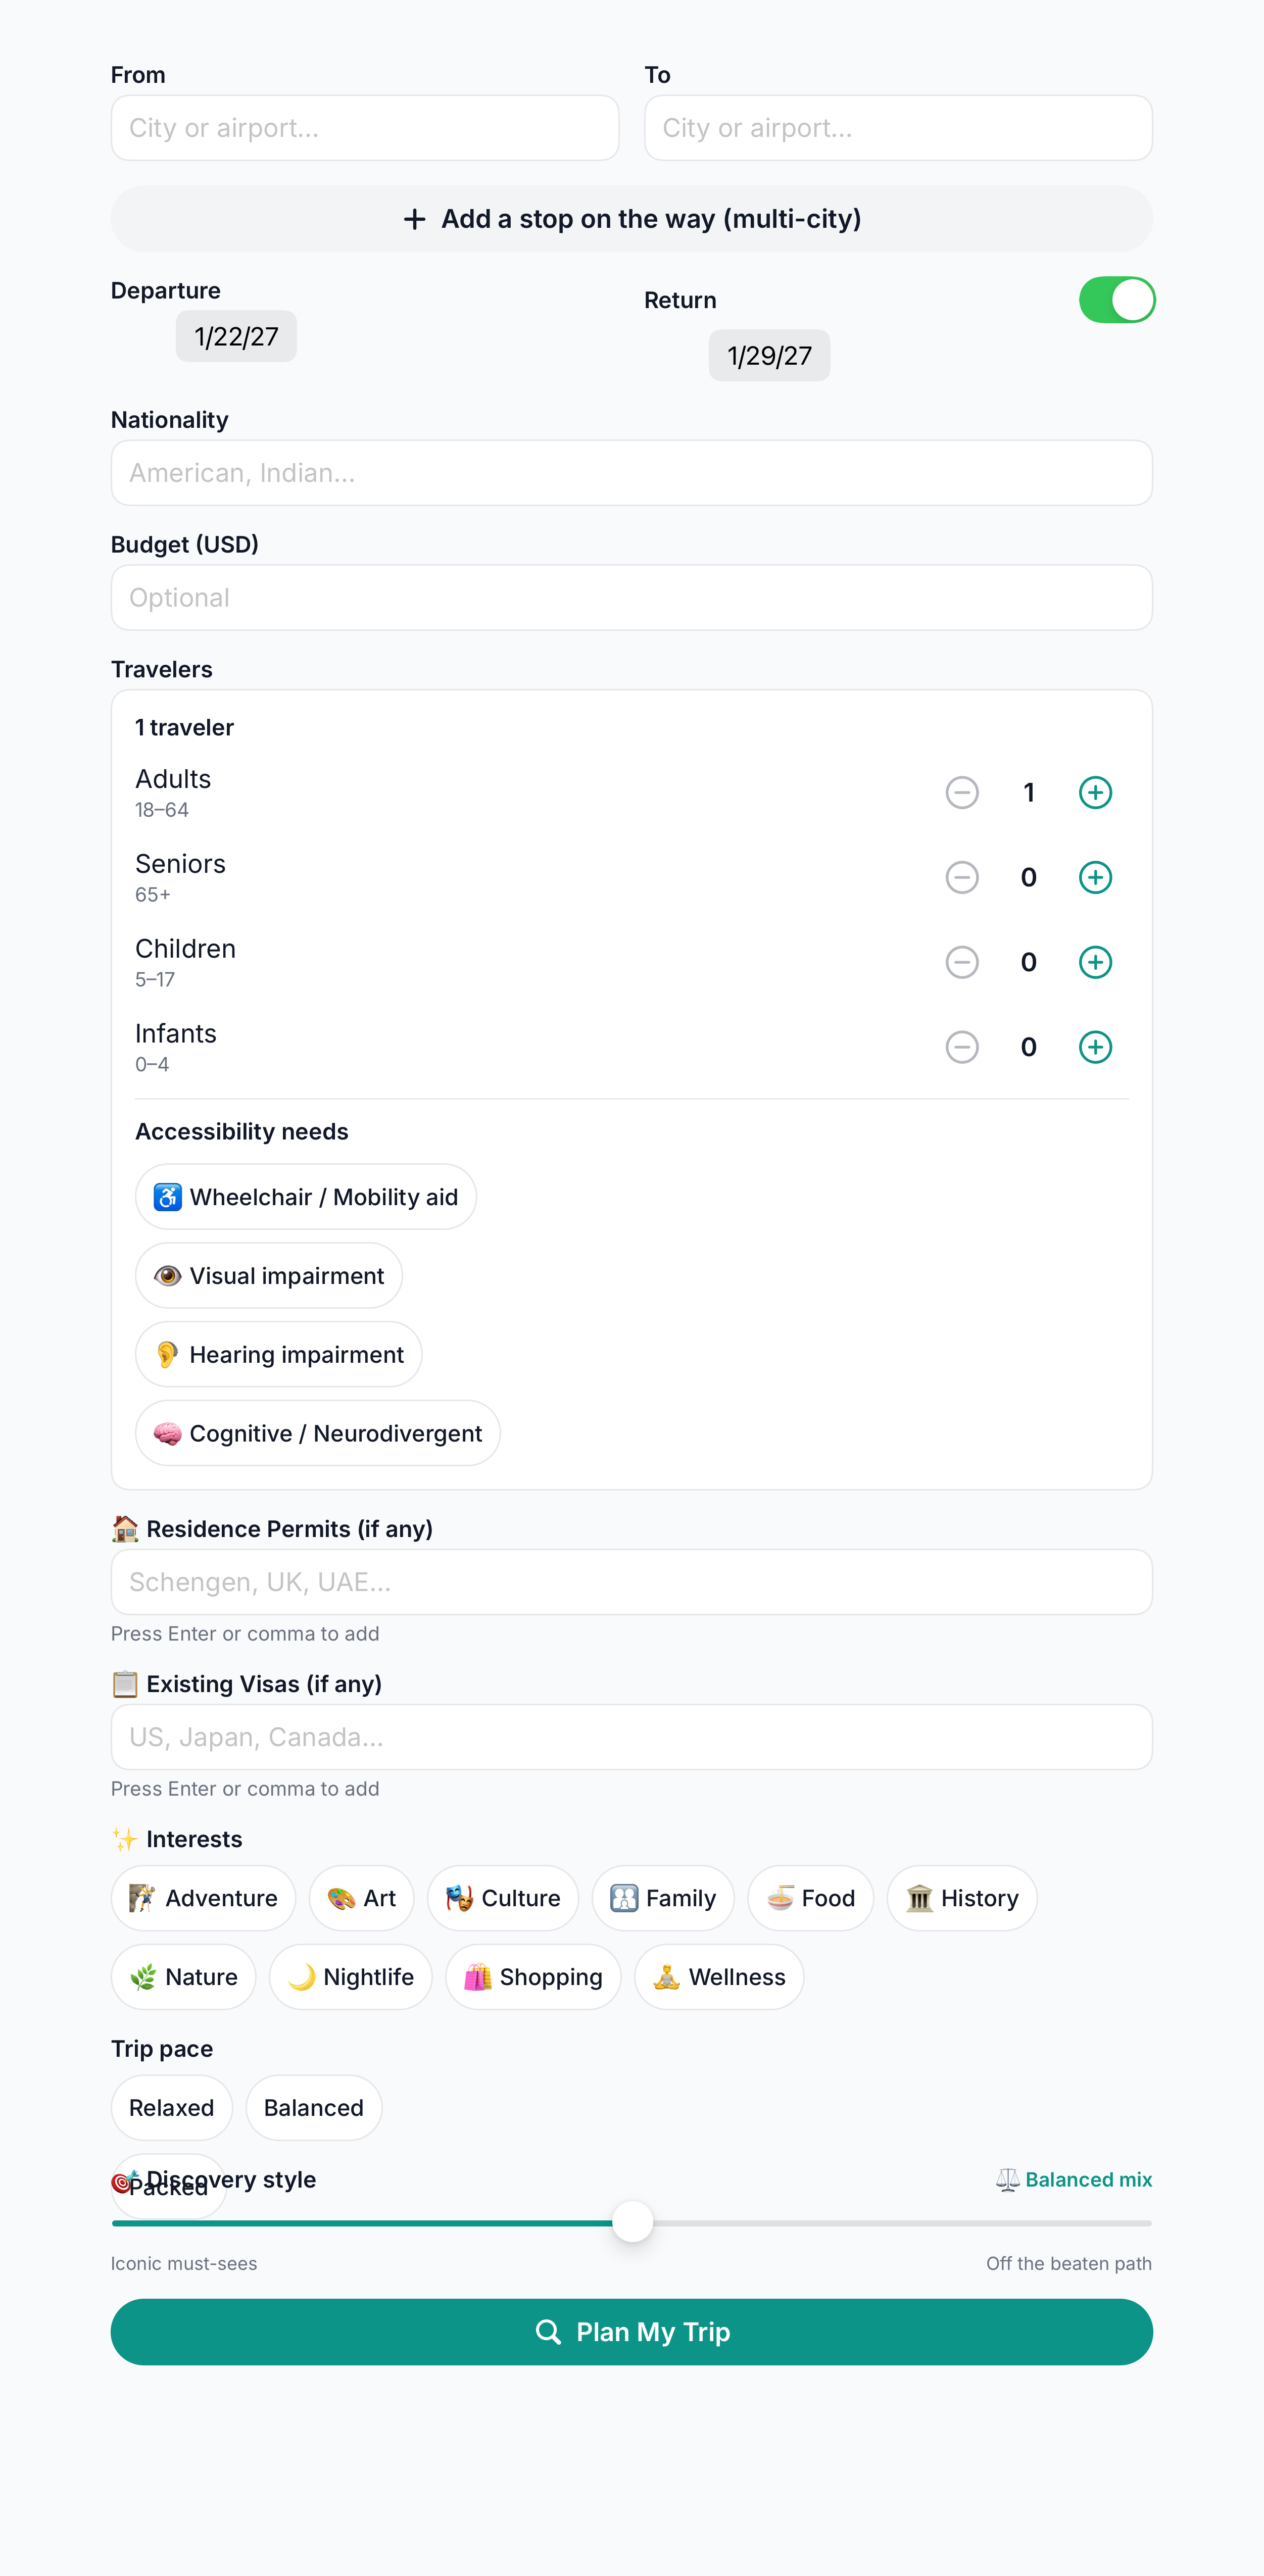 From
To
City or airport...
City or airport...
+ Add a stop on the way (multi-city)
Departure
Return
1/22/27
1/29/27
Nationality
American, Indian...
Budget (USD)
Optional
Travelers
1 traveler
Adults
18–64
1
Seniors
65+
0
Children
5–17
0
Infants
0–4
0
Accessibility needs
Wheelchair / Mobility aid
Visual impairment
Hearing impairment
Cognitive / Neurodivergent
Residence Permits (if any)
Schengen, UK, UAE...
Press Enter or comma to add
Existing Visas (if any)
US, Japan, Canada...
Press Enter or comma to add
Interests
Adventure Art Culture Family Food History
Nature Nightlife Shopping Wellness
Trip pace
Relaxed Balanced
Packed
Discovery style
Balanced mix
Iconic must-sees
Off the beaten path
Plan My Trip